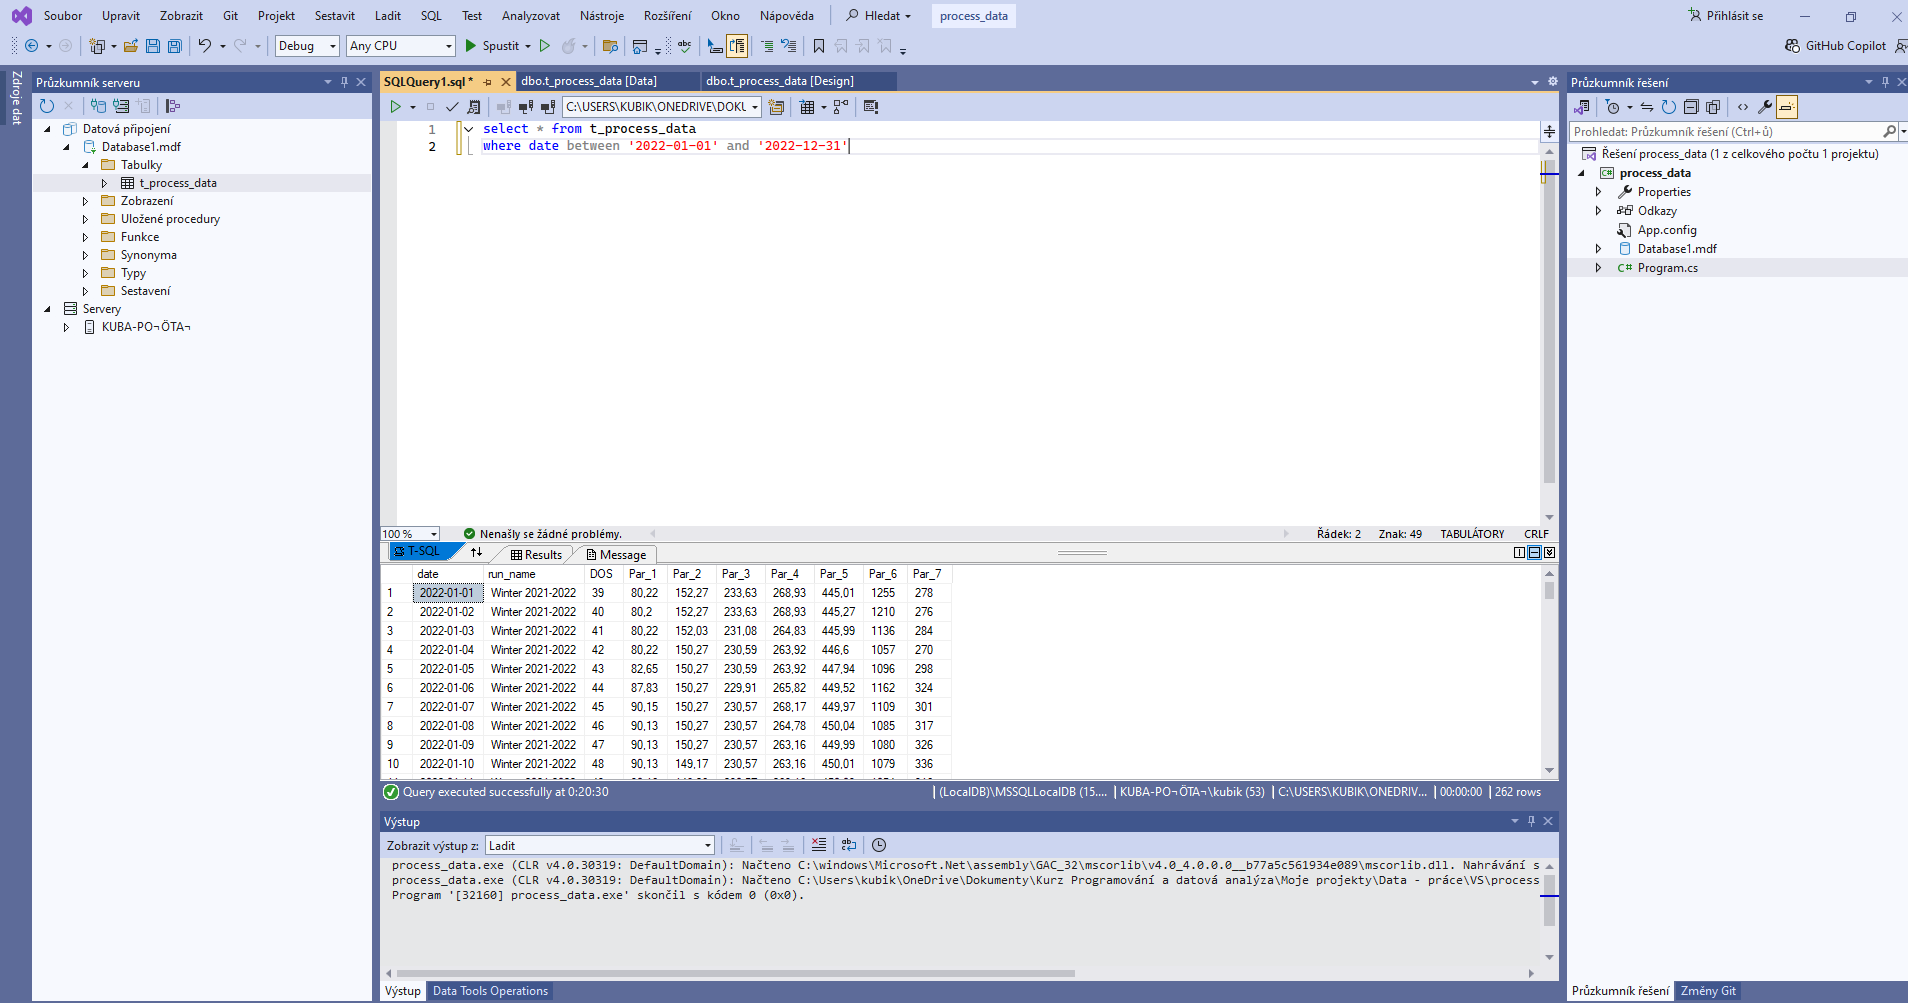 Soubor Upravit Zobrazit Git Projekt Sestavit Ladit SQL Test Analyzovat Nástroje Rozšíření Okno Nápověda Hledat process_data Přihlásit se
Debug Any CPU Spustit GitHub Copilot
Zdroje dat
Průzkumník serveru
Datová připojení
Database1.mdf
Tabulky
t_process_data
Zobrazení
Uložené procedury
Funkce
Synonyma
Typy
Sestavení
Servery
KUBA-PO¬ÖTA¬
SQLQuery1.sql * dbo.t_process_data [Data] dbo.t_process_data [Design]
C:\USERS\KUBIK\ONEDRIVE\DOKU
1 select * from t_process_data
2 where date between '2022-01-01' and '2022-12-31'
100 % Nenašly se žádné problémy. Řádek: 2 Znak: 49 TABULÁTORY CRLF
T-SQL Results Message
date run_name DOS Par_1 Par_2 Par_3 Par_4 Par_5 Par_6 Par_7
1 2022-01-01 Winter 2021-2022 39 80,22 152,27 233,63 268,93 445,01 1255 278
2 2022-01-02 Winter 2021-2022 40 80,2 152,27 233,63 268,93 445,27 1210 276
3 2022-01-03 Winter 2021-2022 41 80,22 152,03 231,08 264,83 445,99 1136 284
4 2022-01-04 Winter 2021-2022 42 80,22 150,27 230,59 263,92 446,6 1057 270
5 2022-01-05 Winter 2021-2022 43 82,65 150,27 230,59 263,92 447,94 1096 298
6 2022-01-06 Winter 2021-2022 44 87,83 150,27 229,91 265,82 449,52 1162 324
7 2022-01-07 Winter 2021-2022 45 90,15 150,27 230,57 268,17 449,97 1109 301
8 2022-01-08 Winter 2021-2022 46 90,13 150,27 230,57 264,78 450,04 1085 317
9 2022-01-09 Winter 2021-2022 47 90,13 150,27 230,57 263,16 449,99 1080 326
10 2022-01-10 Winter 2021-2022 48 90,13 149,17 230,57 263,16 450,01 1079 336
Query executed successfully at 0:20:30 (LocalDB)\MSSQLLocalDB (15.... KUBA-PO¬ÖTA¬\kubik (53) C:\USERS\KUBIK\ONEDRIV... 00:00:00 262 rows
Výstup
Zobrazit výstup z: Ladit
process_data.exe (CLR v4.0.30319: DefaultDomain): Načteno C:\windows\Microsoft.Net\assembly\GAC_32\mscorlib\v4.0_4.0.0.0__b77a5c561934e089\mscorlib.dll. Nahrávání s
process_data.exe (CLR v4.0.30319: DefaultDomain): Načteno C:\Users\kubik\OneDrive\Dokumenty\Kurz Programování a datová analýza\Moje projekty\Data - práce\VS\process
Program '[32160] process_data.exe' skončil s kódem 0 (0x0).
Výstup Data Tools Operations
Průzkumník řešení
Prohledat: Průzkumník řešení (Ctrl+ů)
Řešení process_data (1 z celkového počtu 1 projektu)
process_data
Properties
Odkazy
App.config
Database1.mdf
C# Program.cs
Průzkumník řešení Změny Git